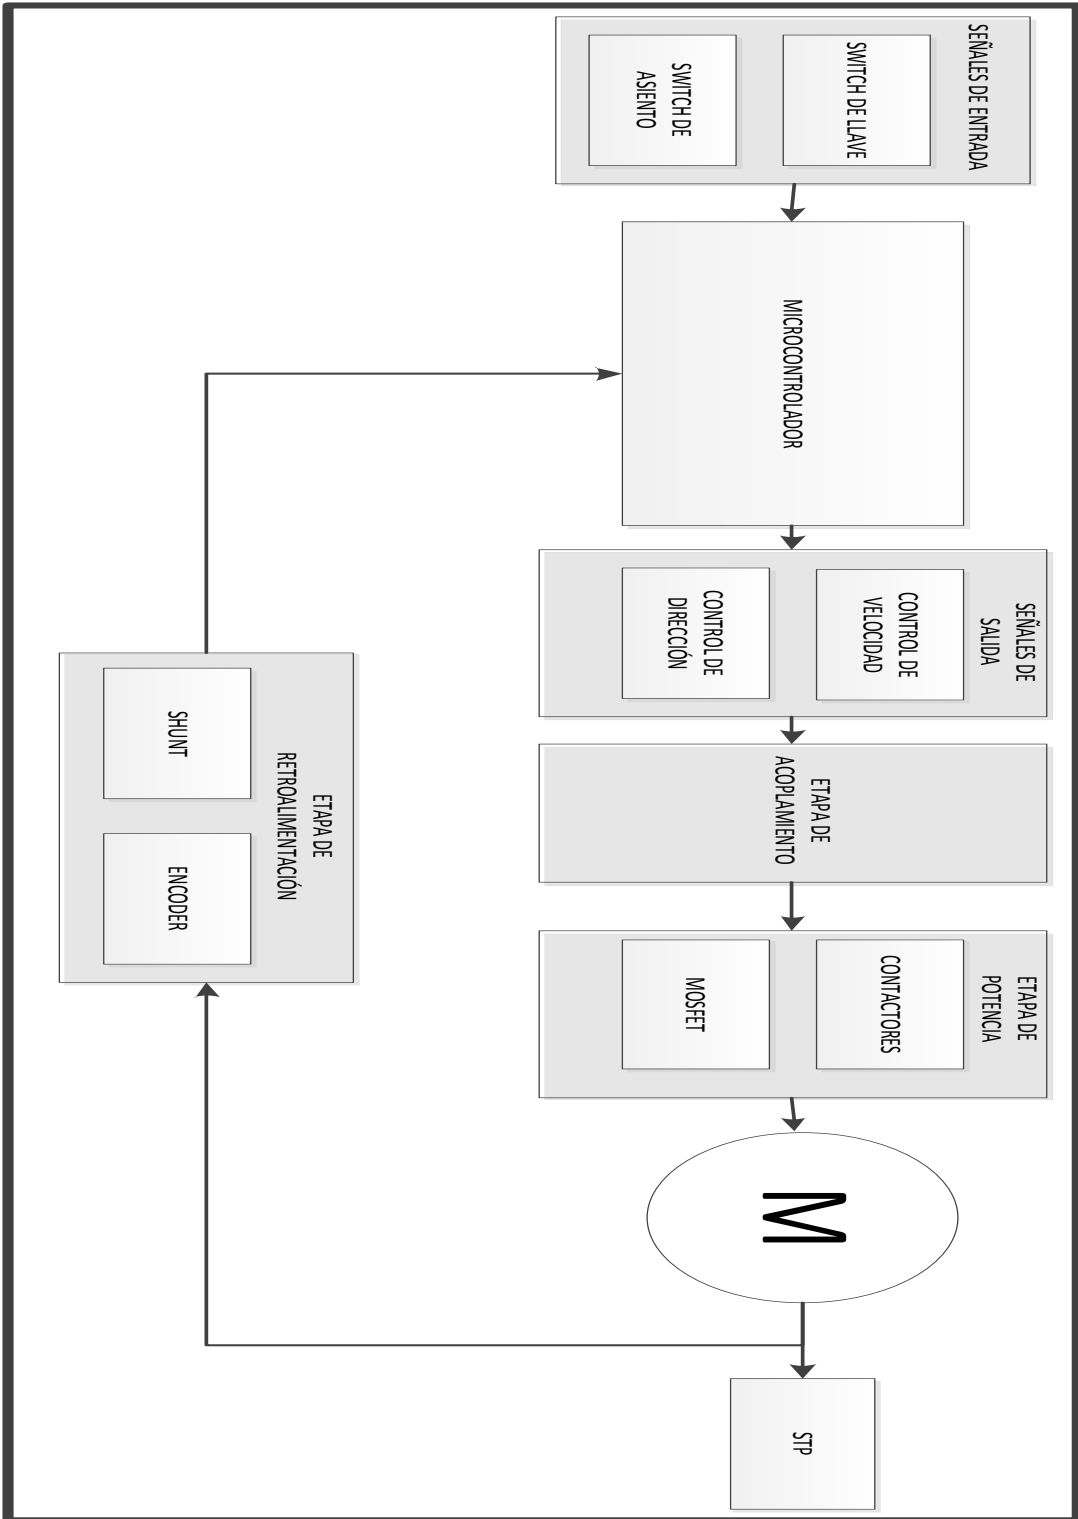 SEÑALES DE ENTRADA
SWITCH DE LLAVE
SWITCH DE
ASIENTO
MICROCONTROLADOR
SEÑALES DE
SALIDA
CONTROL DE
VELOCIDAD
CONTROL DE
DIRECCIÓN
ETAPA DE
ACOPLAMIENTO
ETAPA DE
POTENCIA
CONTACTORES
MOSFET
M
STP
ETAPA DE
RETROALIMENTACIÓN
SHUNT
ENCODER